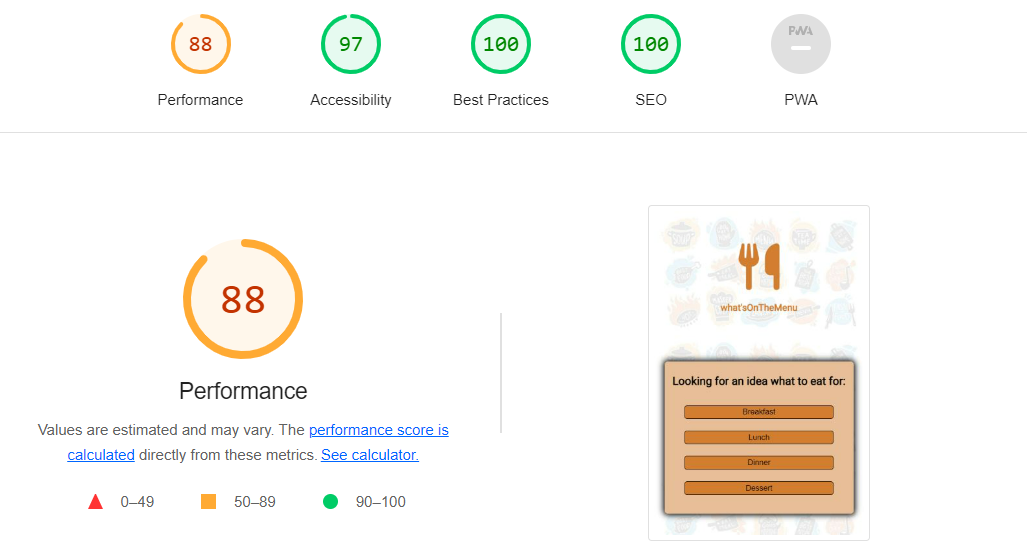 88
97
100
100
PWA
Performance
Accessibility
Best Practices
SEO
PWA
88
Performance
Values are estimated and may vary. The performance score is
calculated directly from these metrics. See calculator.
0–49
50–89
90–100
what'sOnTheMenu
Looking for an idea what to eat for:
Breakfast
Lunch
Dinner
Dessert